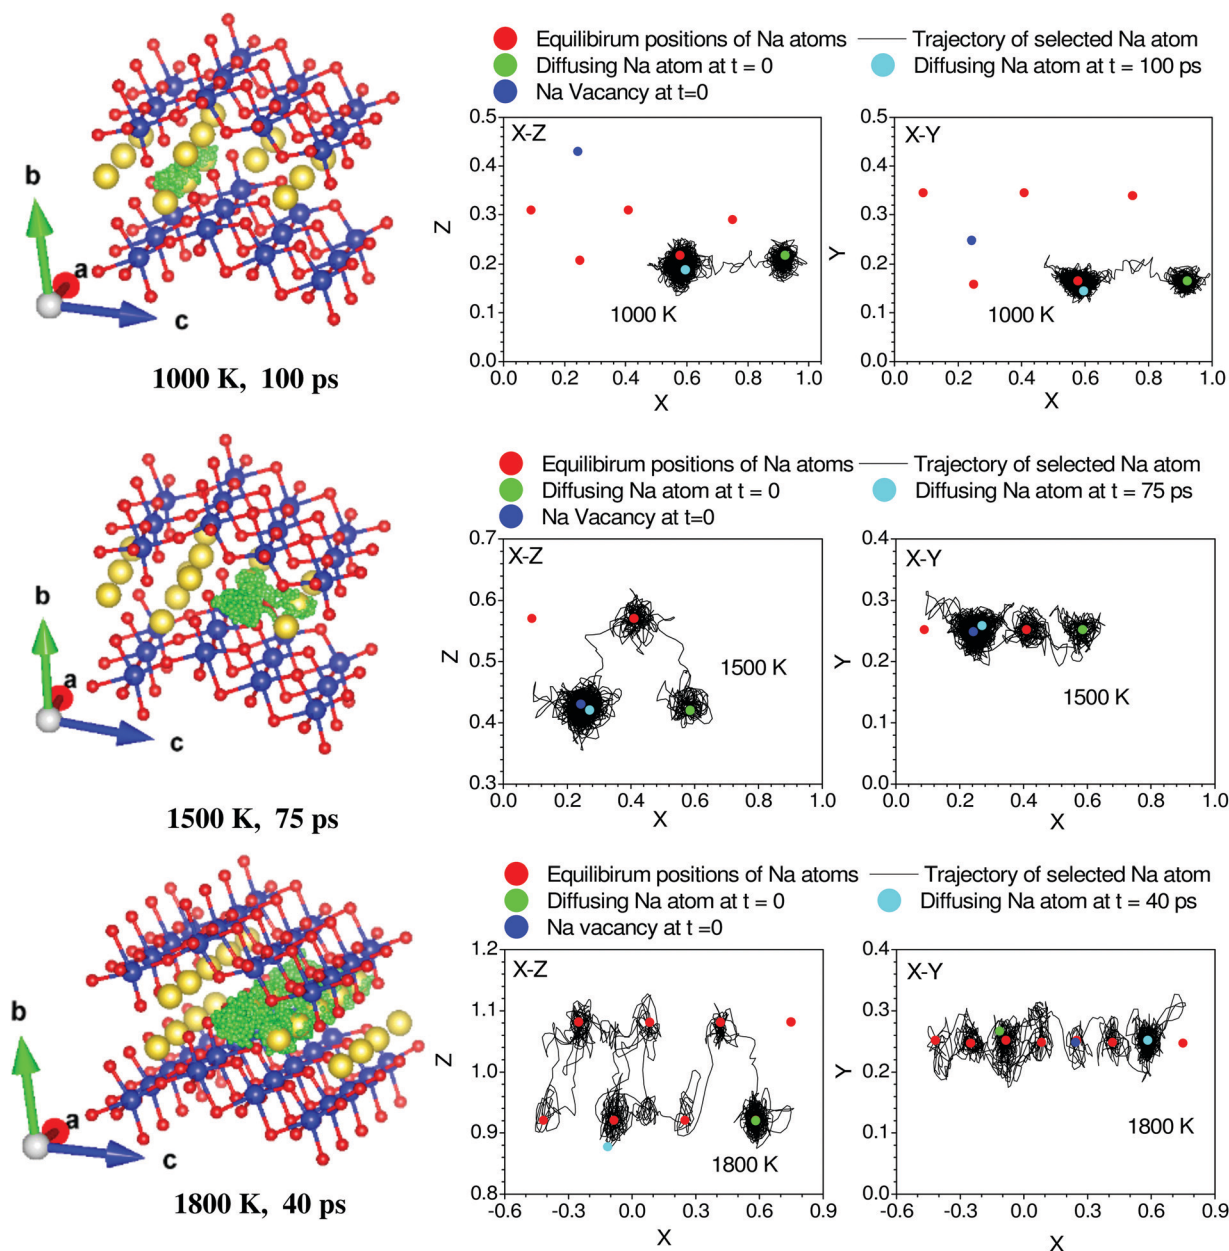 Equilibirum positions of Na atoms
Trajectory of selected Na atom
Diffusing Na atom at t = 0
Diffusing Na atom at t = 100 ps
Na Vacancy at t=0
b
a
c
1000 K, 100 ps
X-Z
0.5
0.4
0.3
0.2
0.1
0.0
Z
1000 K
0.0 0.2 0.4 0.6 0.8 1.0
X
X-Y
0.5
0.4
0.3
0.2
0.1
0.0
Y
1000 K
0.0 0.2 0.4 0.6 0.8 1.0
X
Equilibirum positions of Na atoms
Trajectory of selected Na atom
Diffusing Na atom at t = 0
Diffusing Na atom at t = 75 ps
Na Vacancy at t=0
b
a
c
1500 K, 75 ps
X-Z
0.7
0.6
0.5
0.4
0.3
Z
1500 K
0.0 0.2 0.4 0.6 0.8 1.0
X
X-Y
0.4
0.3
0.2
0.1
0.0
Y
1500 K
0.0 0.2 0.4 0.6 0.8 1.0
X
Equilibirum positions of Na atoms
Trajectory of selected Na atom
Diffusing Na atom at t = 0
Diffusing Na atom at t = 40 ps
Na vacancy at t =0
b
a
c
1800 K, 40 ps
X-Z
1.2
1.1
1.0
0.9
0.8
Z
1800 K
-0.6 -0.3 0.0 0.3 0.6 0.9
X
X-Y
0.4
0.3
0.2
0.1
0.0
Y
1800 K
-0.6 -0.3 0.0 0.3 0.6 0.9
X